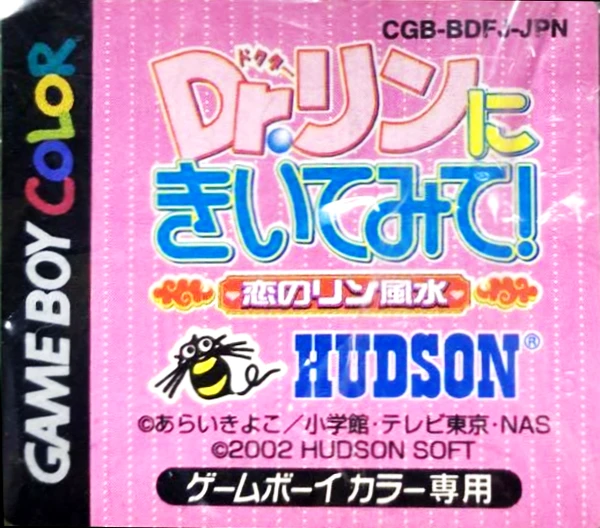 GAME BOY COLOR
CGB-BDFJ-JPN
ドクター
Dr.リンに
きいてみて!
恋のリン風水
HUDSON®
©あらいきよこ/小学館・テレビ東京・NAS
©2002 HUDSON SOFT
ゲームボーイカラー専用